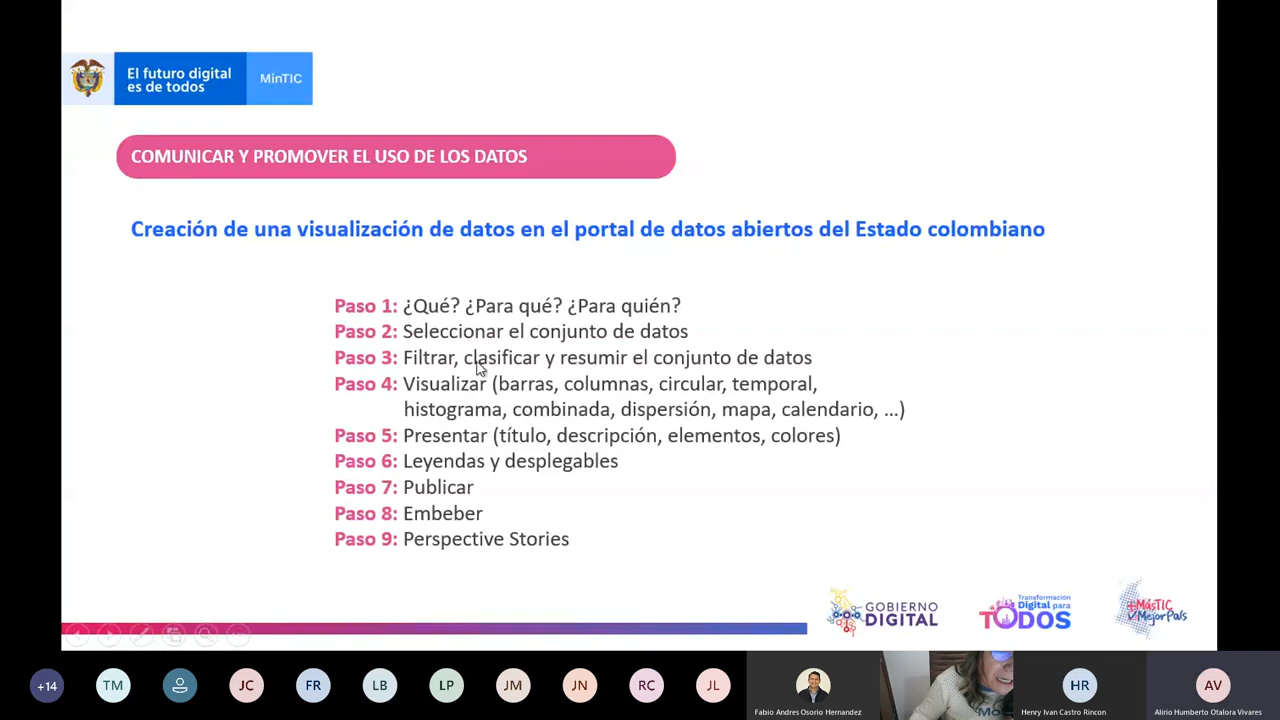 El futuro digital
es de todos
MinTIC
COMUNICAR Y PROMOVER EL USO DE LOS DATOS
Creación de una visualización de datos en el portal de datos abiertos del Estado colombiano
Paso 1: ¿Qué? ¿Para qué? ¿Para quién?
Paso 2: Seleccionar el conjunto de datos
Paso 3: Filtrar, clasificar y resumir el conjunto de datos
Paso 4: Visualizar (barras, columnas, circular, temporal,
histograma, combinada, dispersión, mapa, calendario, ...)
Paso 5: Presentar (título, descripción, elementos, colores)
Paso 6: Leyendas y desplegables
Paso 7: Publicar
Paso 8: Embeber
Paso 9: Perspective Stories
GOBIERNO
DIGITAL
Transformación
Digital para
TODOS
+MásTIC
MejorPaís
+14
TM
JC
FR
LB
LP
JM
JN
RC
JL
HR
AV
Fabio Andres Osorio Hernandez
Henry Ivan Castro Rincon
Alirio Humberto Otalora Vivares